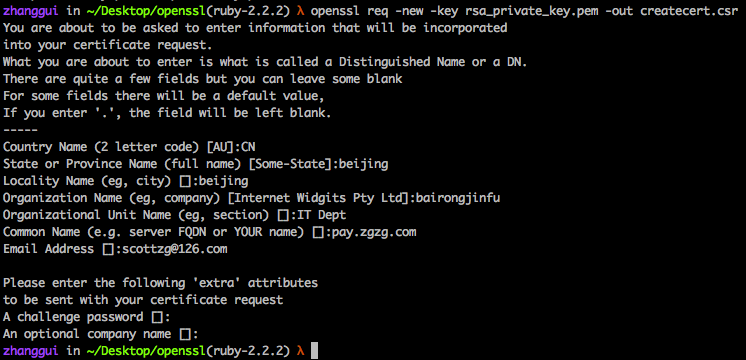 zhanggui in ~/Desktop/openssl(ruby-2.2.2) λ openssl req -new -key rsa_private_key.pem -out createcert.csr
You are about to be asked to enter information that will be incorporated
into your certificate request.
What you are about to enter is what is called a Distinguished Name or a DN.
There are quite a few fields but you can leave some blank
For some fields there will be a default value,
If you enter '.', the field will be left blank.
-----
Country Name (2 letter code) [AU]:CN
State or Province Name (full name) [Some-State]:beijing
Locality Name (eg, city) []:beijing
Organization Name (eg, company) [Internet Widgits Pty Ltd]:bairongjinfu
Organizational Unit Name (eg, section) []:IT Dept
Common Name (e.g. server FQDN or YOUR name) []:pay.zgzg.com
Email Address []:scottzg@126.com
Please enter the following 'extra' attributes
to be sent with your certificate request
A challenge password []:
An optional company name []:
zhanggui in ~/Desktop/openssl(ruby-2.2.2) λ